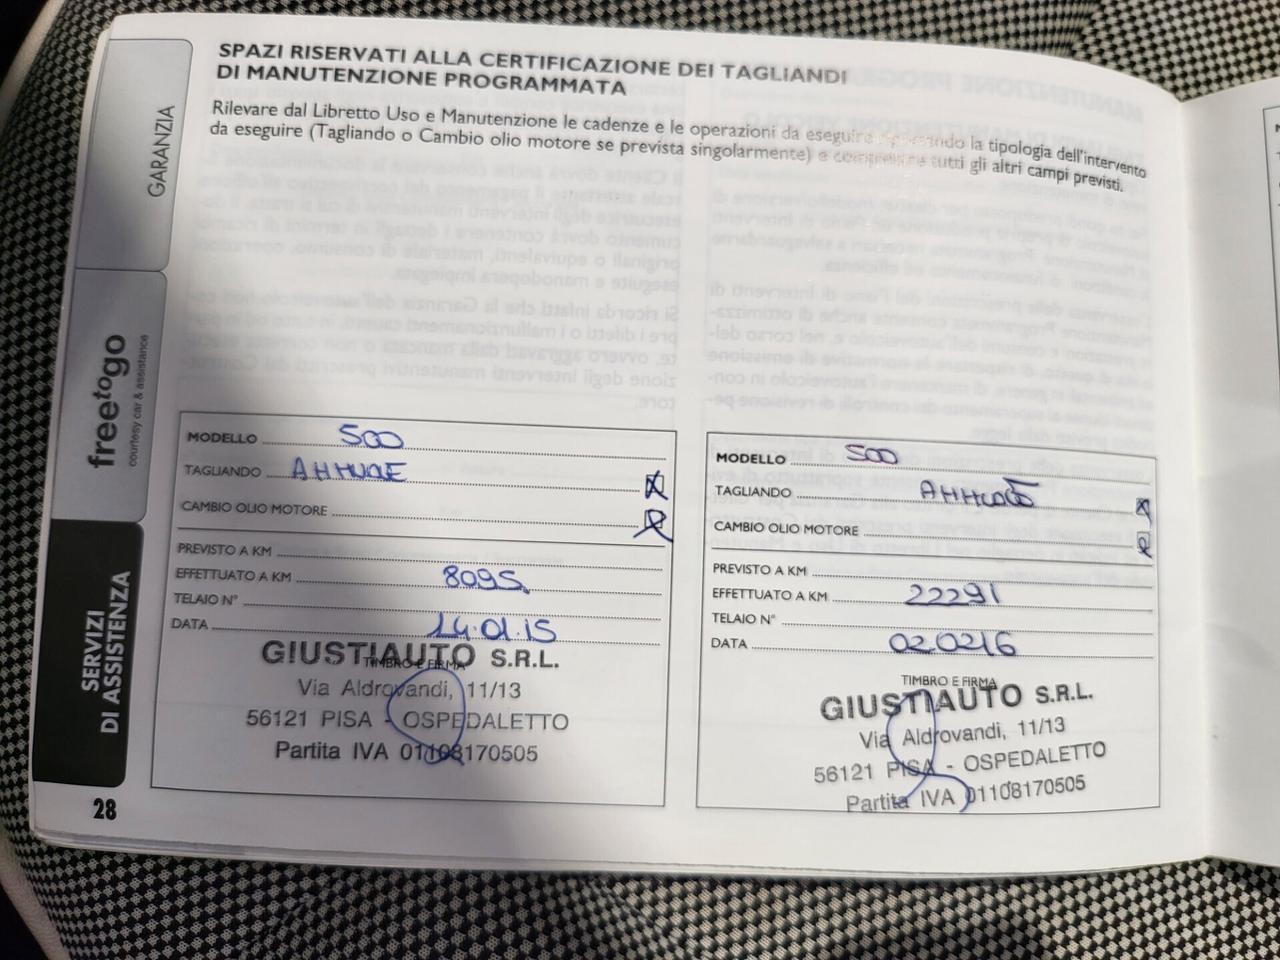 SPAZI RISERVATI ALLA CERTIFICAZIONE DEI TAGLIANDI
DI MANUTENZIONE PROGRAMMATA
Rilevare dal Libretto Uso e Manutenzione le cadenze e le operazioni da eseguire riportando la tipologia dell'intervento
da eseguire (Tagliando o Cambio olio motore se prevista singolarmente) e compilare tutti gli altri campi previsti.
GARANZIA
freetogo
courtesy car & assistance
SERVIZI
DI ASSISTENZA
28
MODELLO 500
TAGLIANDO ANNUALE X
CAMBIO OLIO MOTORE X
PREVISTO A KM
EFFETTUATO A KM 8095
TELAIO N°
DATA 14.01.15
TIMBRO E FIRMA
GIUSTIAUTO S.R.L.
Via Aldrovandi, 11/13
56121 PISA - OSPEDALETTO
Partita IVA 01108170505
MODELLO 500
TAGLIANDO X
CAMBIO OLIO MOTORE
PREVISTO A KM
EFFETTUATO A KM 22291
TELAIO N°
DATA 020216
TIMBRO E FIRMA
GIUSTIAUTO S.R.L.
Via Aldrovandi, 11/13
56121 PISA - OSPEDALETTO
Partita IVA 01108170505